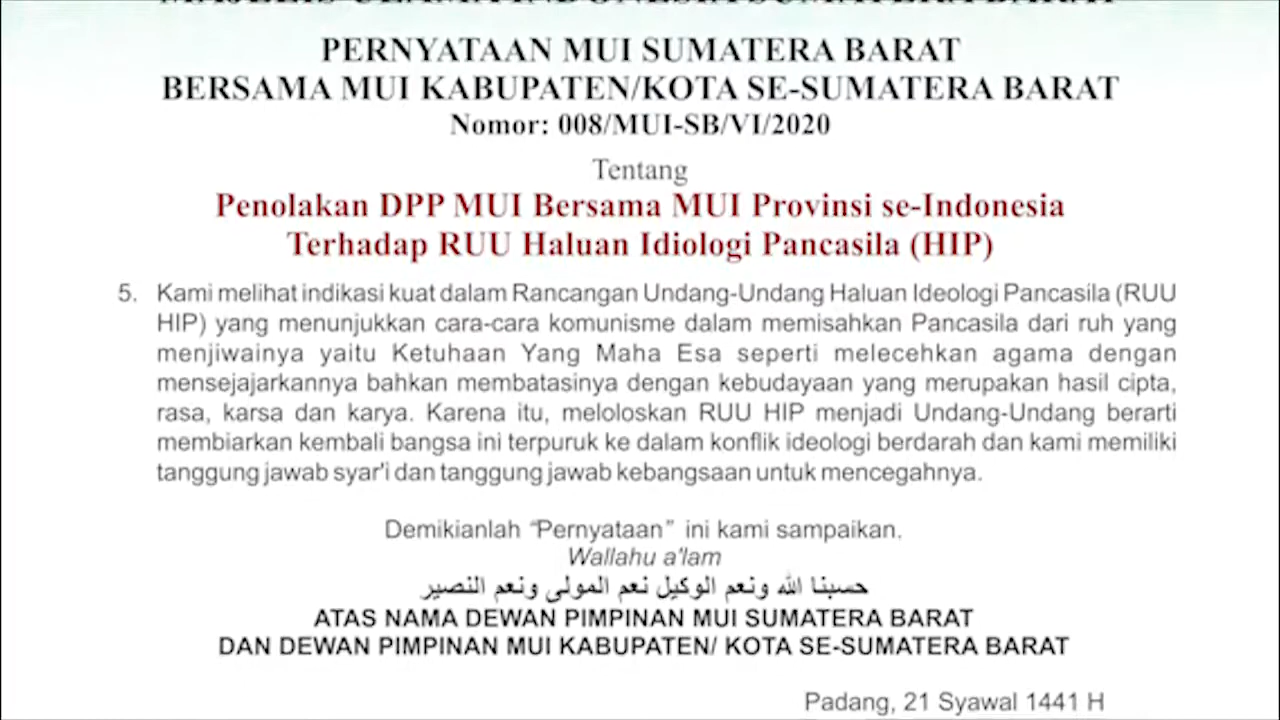 MAJELIS ULAMA INDONESIA SUMATERA BARAT
PERNYATAAN MUI SUMATERA BARAT
BERSAMA MUI KABUPATEN/KOTA SE-SUMATERA BARAT
Nomor: 008/MUI-SB/VI/2020
Tentang
Penolakan DPP MUI Bersama MUI Provinsi se-Indonesia
Terhadap RUU Haluan Idiologi Pancasila (HIP)
5. Kami melihat indikasi kuat dalam Rancangan Undang-Undang Haluan Ideologi Pancasila (RUU
HIP) yang menunjukkan cara-cara komunisme dalam memisahkan Pancasila dari ruh yang
menjiwainya yaitu Ketuhaan Yang Maha Esa seperti melecehkan agama dengan
mensejajarkannya bahkan membatasinya dengan kebudayaan yang merupakan hasil cipta,
rasa, karsa dan karya. Karena itu, meloloskan RUU HIP menjadi Undang-Undang berarti
membiarkan kembali bangsa ini terpuruk ke dalam konflik ideologi berdarah dan kami memiliki
tanggung jawab syar'i dan tanggung jawab kebangsaan untuk mencegahnya.
Demikianlah “Pernyataan” ini kami sampaikan.
Wallahu a'lam
حسبنا الله ونعم الوكيل نعم المولى ونعم النصير
ATAS NAMA DEWAN PIMPINAN MUI SUMATERA BARAT
DAN DEWAN PIMPINAN MUI KABUPATEN/ KOTA SE-SUMATERA BARAT
Padang, 21 Syawal 1441 H